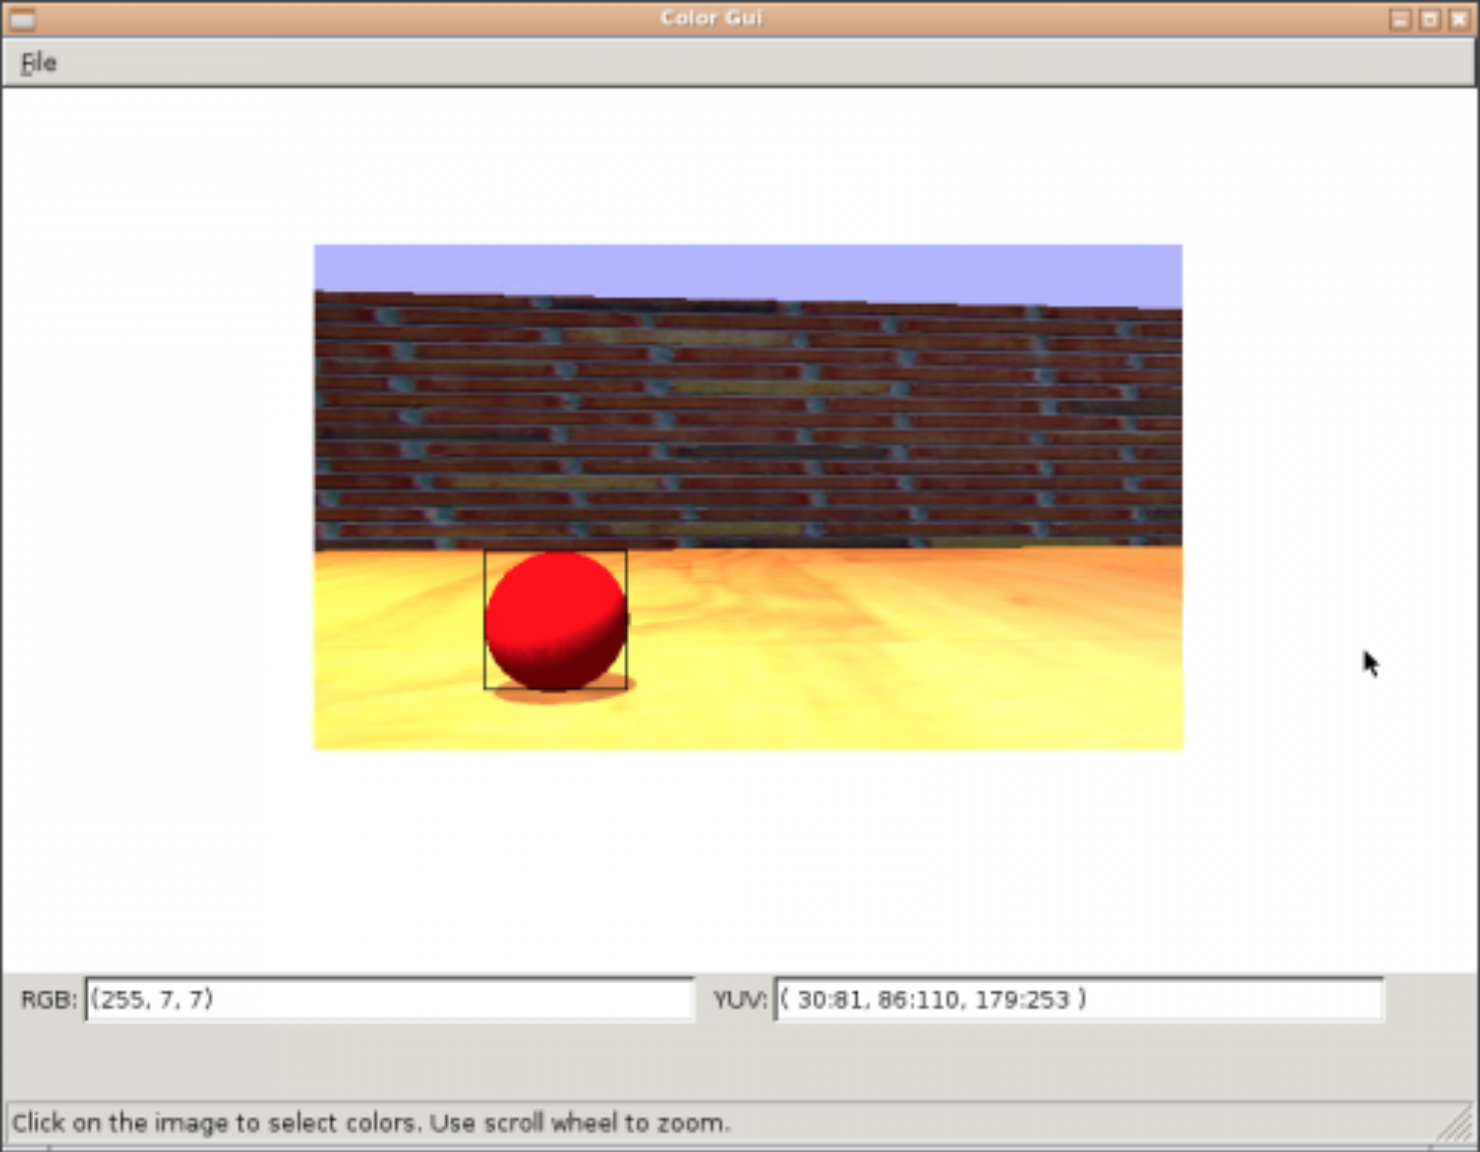 Color Gui
File
RGB: (255, 7, 7) YUV: ( 30:81, 86:110, 179:253 )
Click on the image to select colors. Use scroll wheel to zoom.